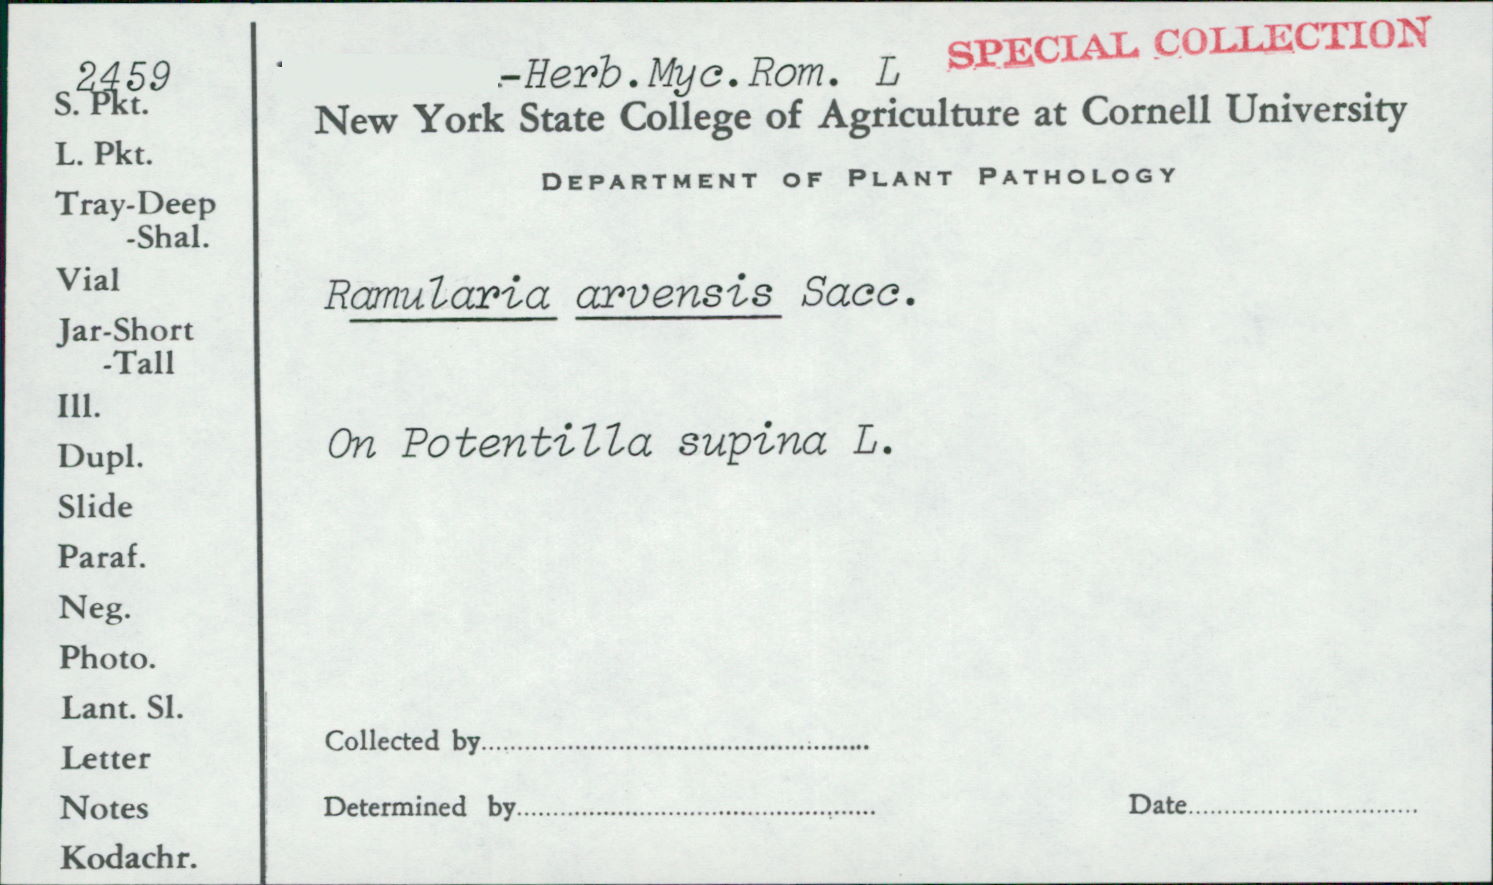 2459
S. Pkt.
L. Pkt.
Tray-Deep
-Shal.
Vial
Jar-Short
-Tall
Ill.
Dupl.
Slide
Paraf.
Neg.
Photo.
Lant. Sl.
Letter
Notes
Kodachr.
-Herb.Myc.Rom. L
SPECIAL COLLECTION
New York State College of Agriculture at Cornell University
DEPARTMENT OF PLANT PATHOLOGY
Ramularia arvensis Sacc.
On Potentilla supina L.
Collected by
Determined by
Date